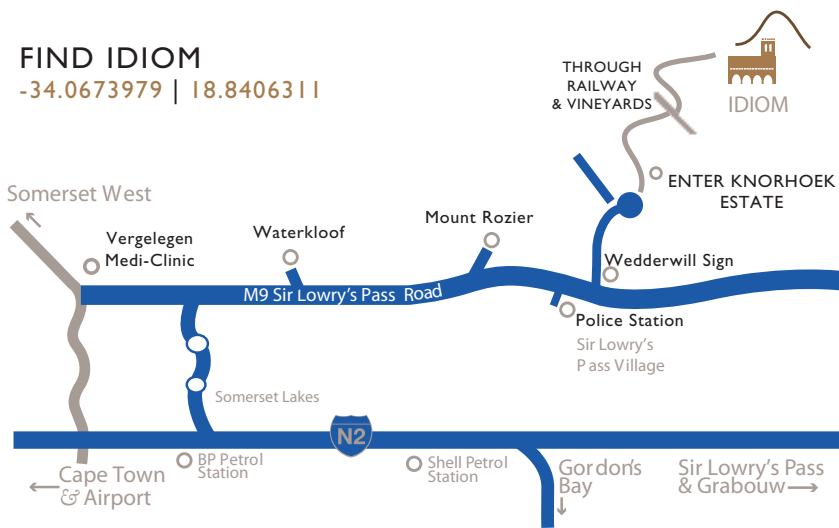 FIND IDIOM
-34.0673979 | 18.8406311
THROUGH
RAILWAY
& VINEYARDS
IDIOM
ENTER KNORHOEK
ESTATE
Somerset West
Vergelegen
Medi-Clinic
Waterkloof
Mount Rozier
Wedderwill Sign
M9 Sir Lowry's Pass Road
Police Station
Sir Lowry's
Pass Village
Somerset Lakes
N2
BP Petrol
Station
Shell Petrol
Station
Cape Town
& Airport
Gordon's
Bay
Sir Lowry's Pass
& Grabouw